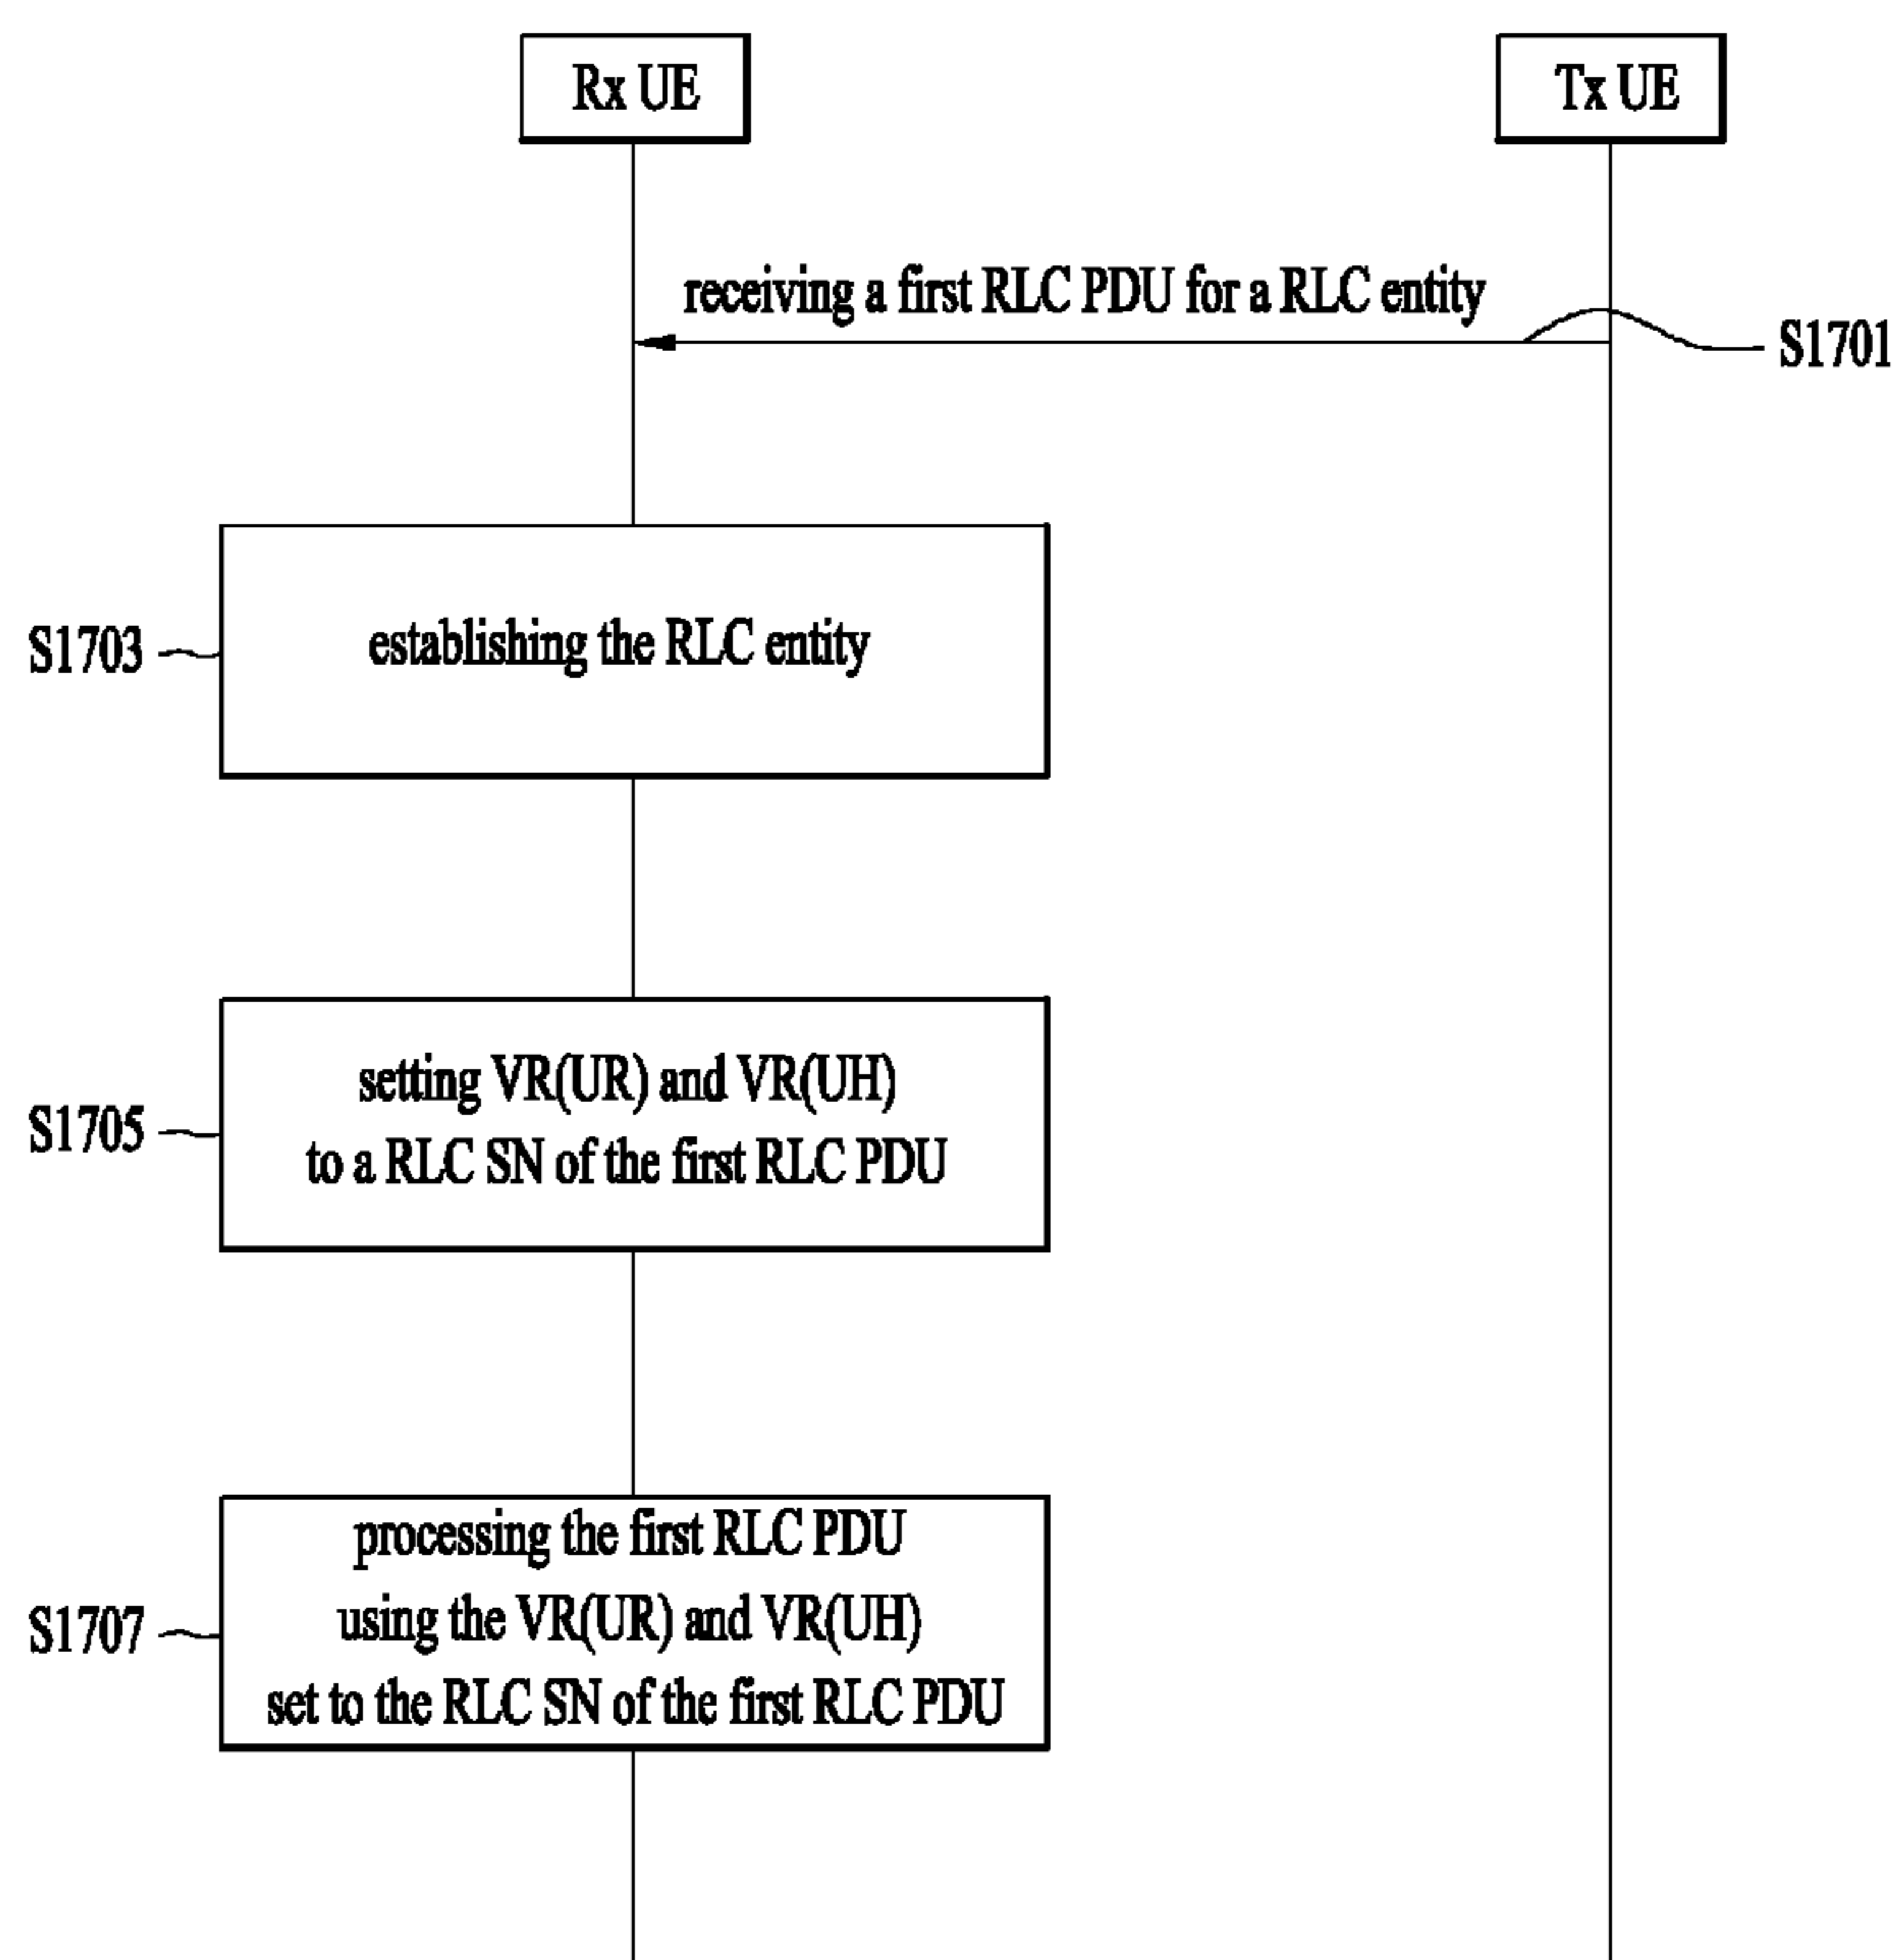 Rx UE
Tx UE
receiving a first RLC PDU for a RLC entity
S1701
S1703
establishing the RLC entity
setting VR(UR) and VR(UH)
S1705
to a RLC SN of the first RLC PDU
processing the first RLC PDU
S1707
using the VR(UR) and VR(UH)
set to the RLC SN of the first RLC PDU